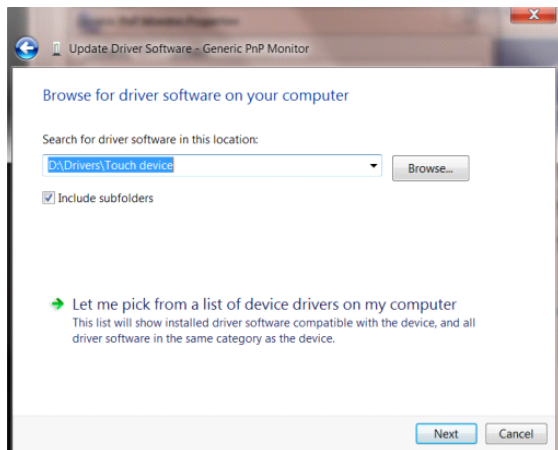 Update Driver Software - Generic PnP Monitor
Browse for driver software on your computer
Search for driver software in this location:
D:\Drivers\Touch device
Browse...
Include subfolders
Let me pick from a list of device drivers on my computer
This list will show installed driver software compatible with the device, and all
driver software in the same category as the device.
Next
Cancel